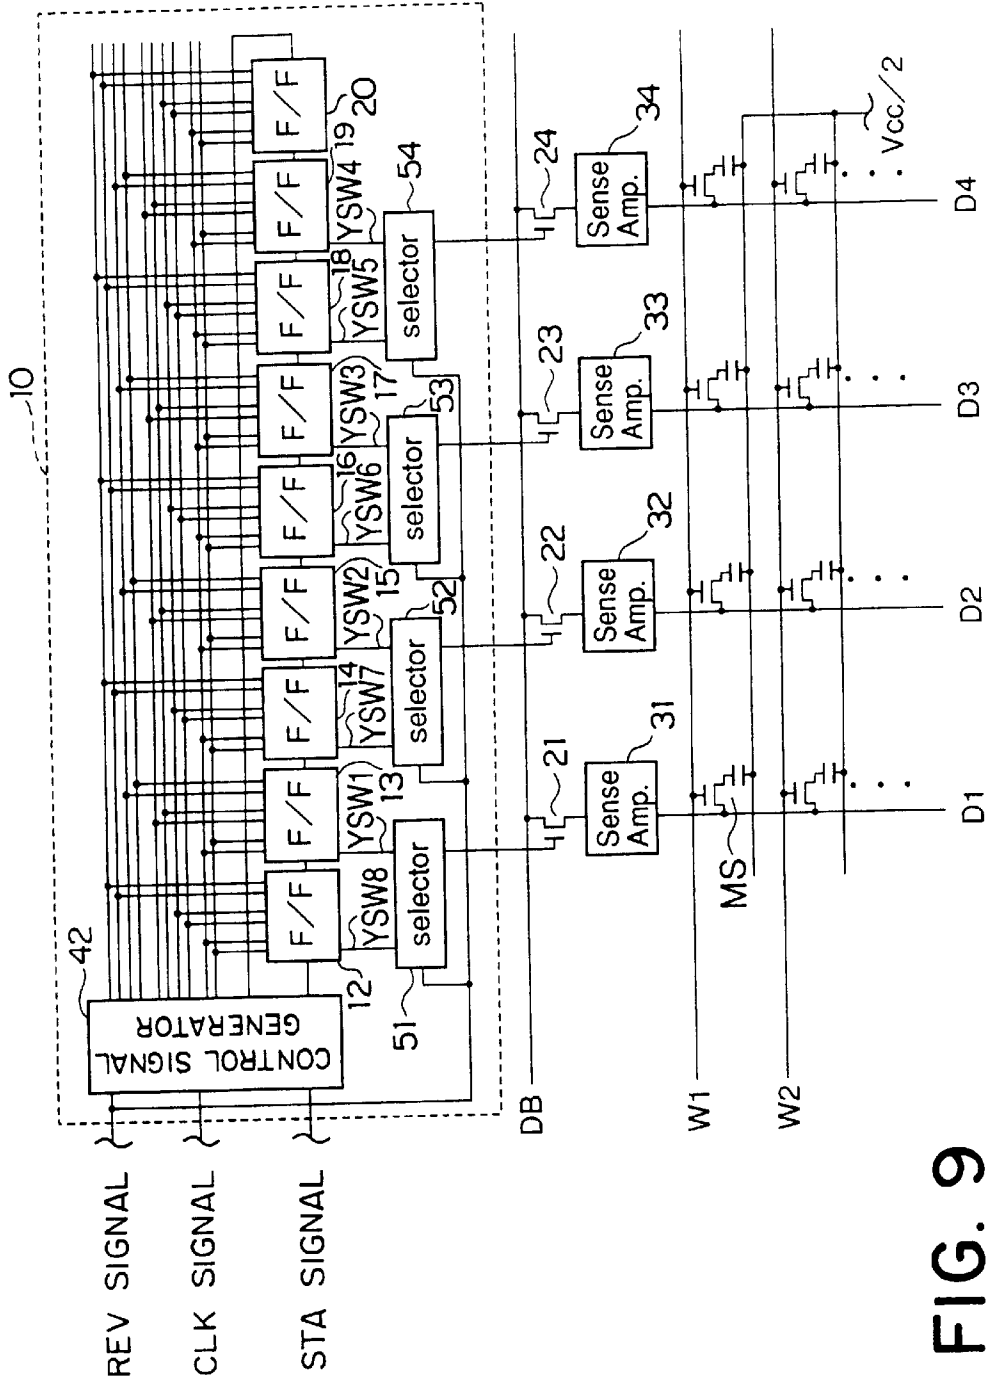 10
42
REV SIGNAL
CLK SIGNAL
STA SIGNAL
CONTROL SIGNAL
GENERATOR
F/F
F/F
F/F
F/F
F/F
F/F
F/F
F/F
F/F
12
YSW8
YSW1
13
14
YSW7
YSW2
15
16
YSW6
YSW3
17
18
YSW5
YSW4
19
20
51
selector
selector
52
selector
53
selector
54
DB
21
22
23
24
Sense
Amp.
31
Sense
Amp.
32
Sense
Amp.
33
Sense
Amp.
34
W1
MS
W2
Vcc/2
D1
D2
D3
D4
FIG. 9